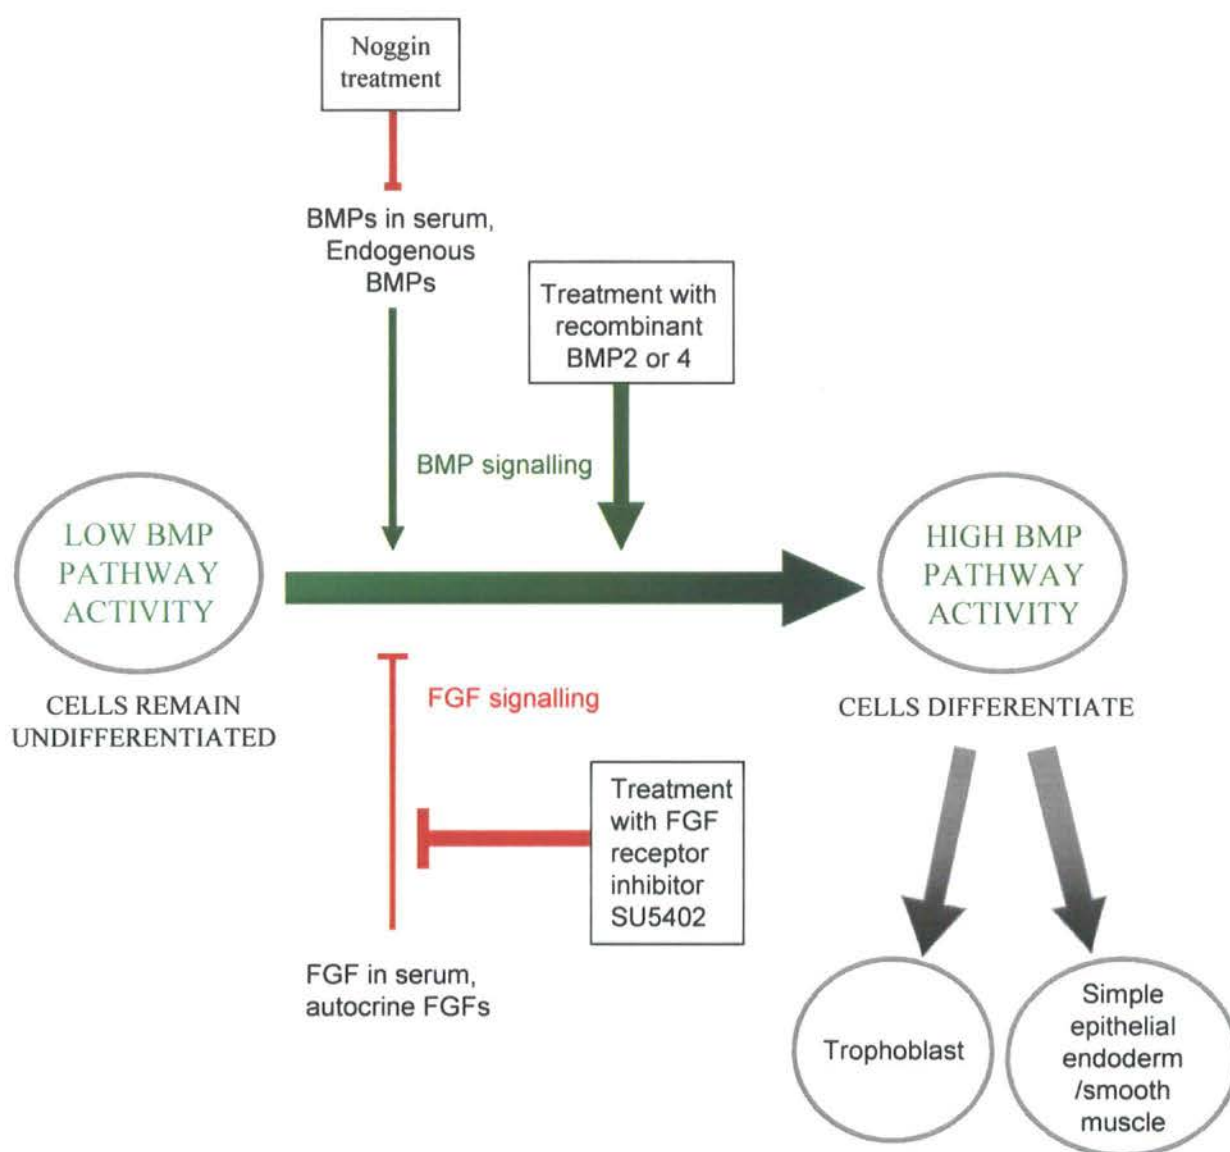 Noggin
treatment
BMPs in serum,
Endogenous
BMPs
Treatment with
recombinant
BMP2 or 4
BMP signalling
LOW BMP
PATHWAY
ACTIVITY
HIGH BMP
PATHWAY
ACTIVITY
CELLS REMAIN
UNDIFFERENTIATED
FGF signalling
CELLS DIFFERENTIATE
Treatment
with FGF
receptor
inhibitor
SU5402
FGF in serum,
autocrine FGFs
Trophoblast
Simple
epithelial
endoderm
/smooth
muscle